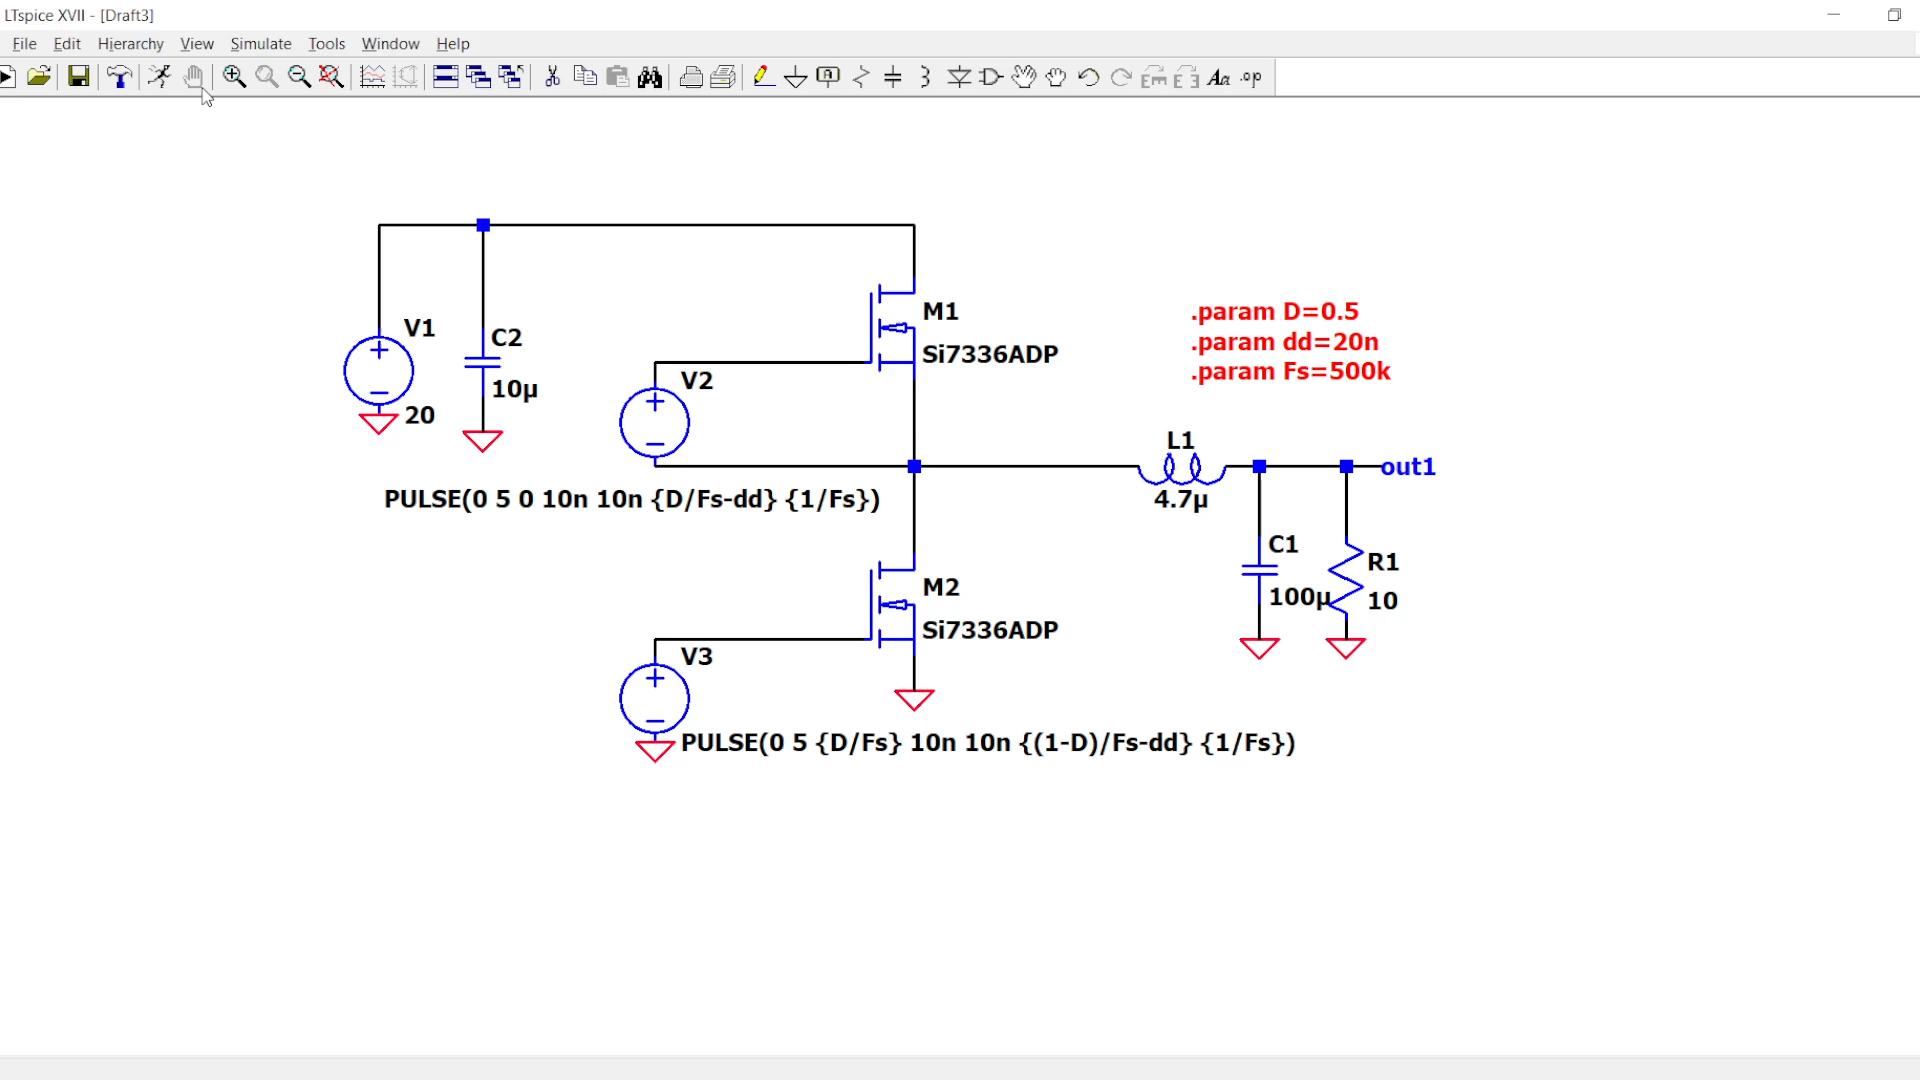 LTspice XVII - [Draft3]
File Edit Hierarchy View Simulate Tools Window Help
Aa .op
V1
20
C2
10µ
V2
PULSE(0 5 0 10n 10n {D/Fs-dd} {1/Fs})
M1
Si7336ADP
.param D=0.5
.param dd=20n
.param Fs=500k
L1
4.7µ
out1
C1
100µ
R1
10
M2
Si7336ADP
V3
PULSE(0 5 {D/Fs} 10n 10n {(1-D)/Fs-dd} {1/Fs})